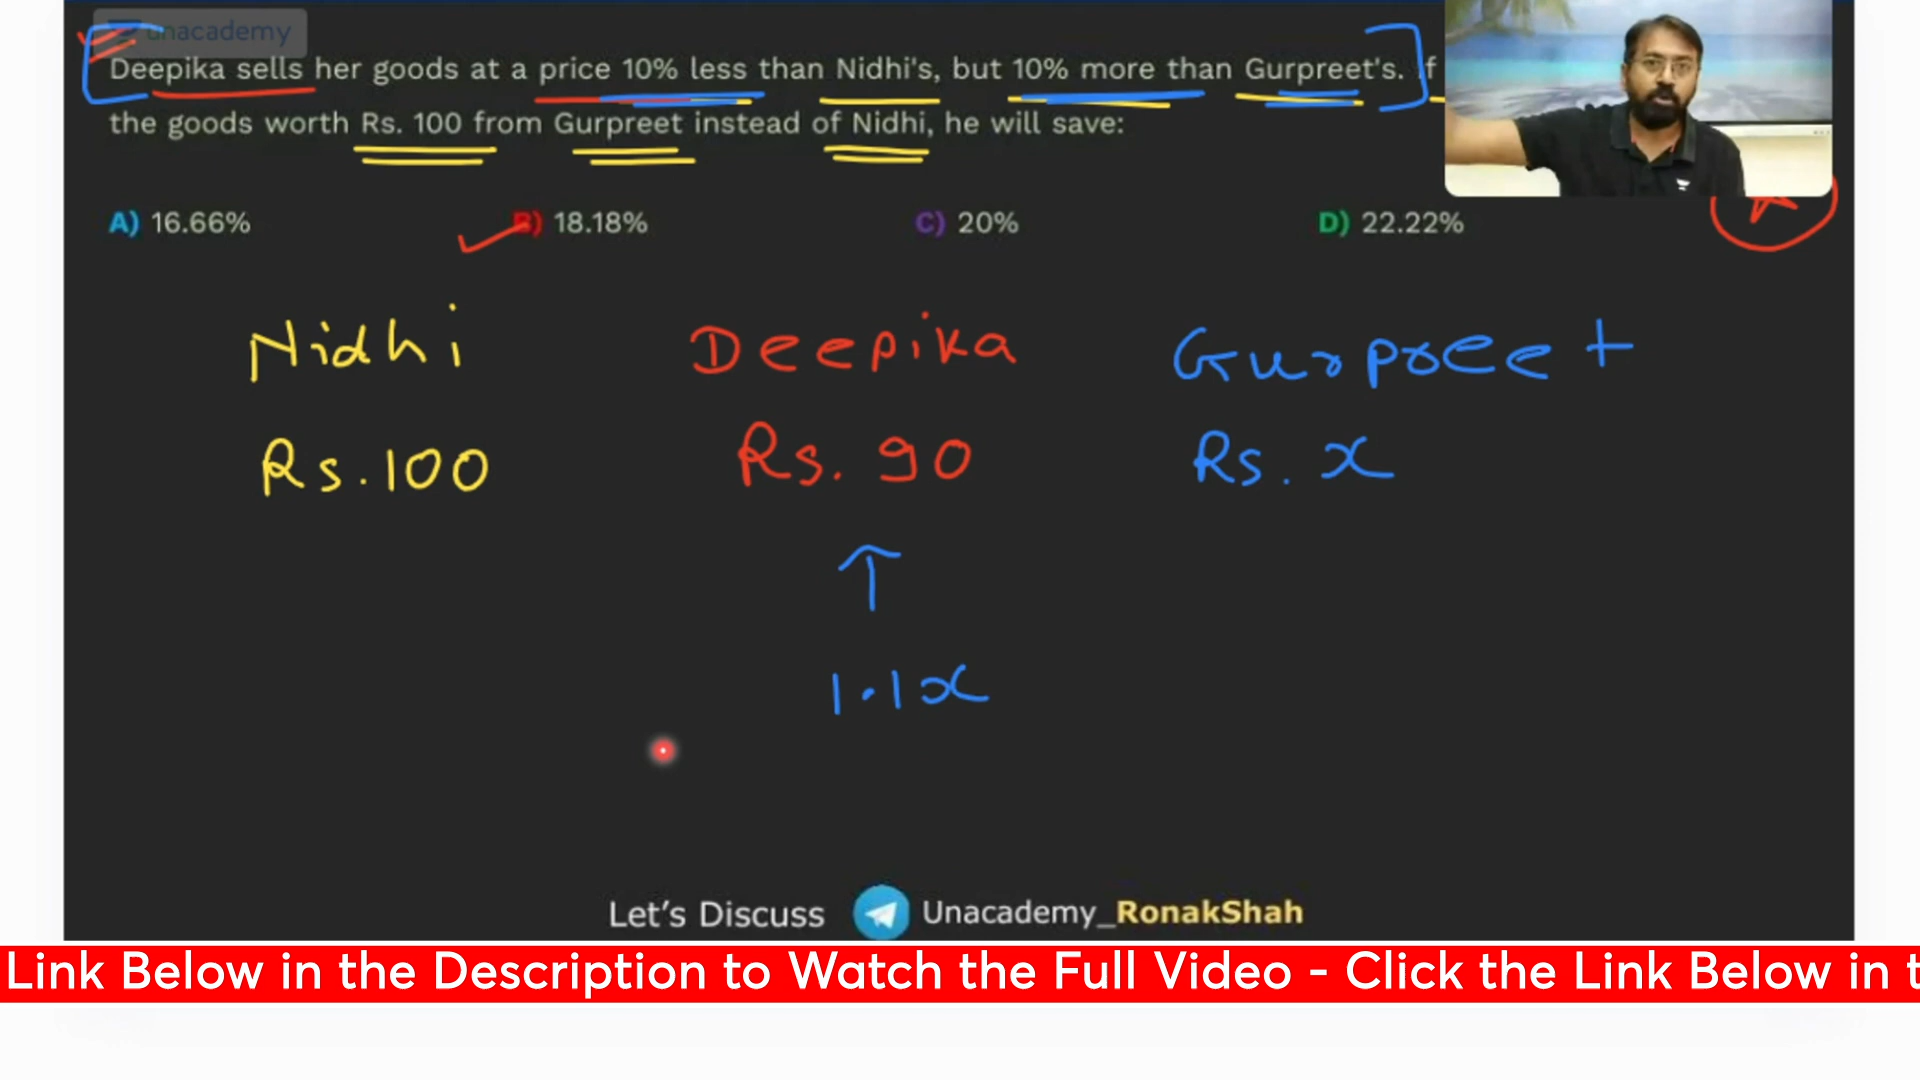 unacademy
Deepika sells her goods at a price 10% less than Nidhi's, but 10% more than Gurpreet's. If
the goods worth Rs. 100 from Gurpreet instead of Nidhi, he will save:
A) 16.66% B) 18.18% C) 20% D) 22.22%
Nidhi Deepika Gurpreet
Rs.100 Rs. 90 Rs. x
1.1x
Let's Discuss Unacademy_RonakShah
Link Below in the Description to Watch the Full Video - Click the Link Below in t